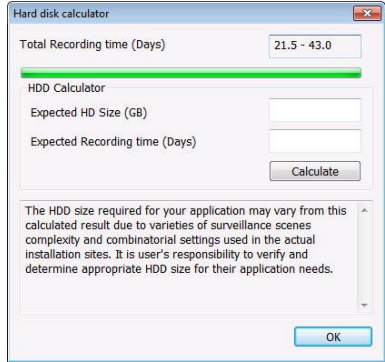 Hard disk calculator
Total Recording time (Days)
21.5 - 43.0
HDD Calculator
Expected HD Size (GB)
Expected Recording time (Days)
Calculate
The HDD size required for your application may vary from this
calculated result due to varieties of surveillance scenes
complexity and combinatorial settings used in the actual
installation sites. It is user's responsibility to verify and
determine appropriate HDD size for their application needs.
OK